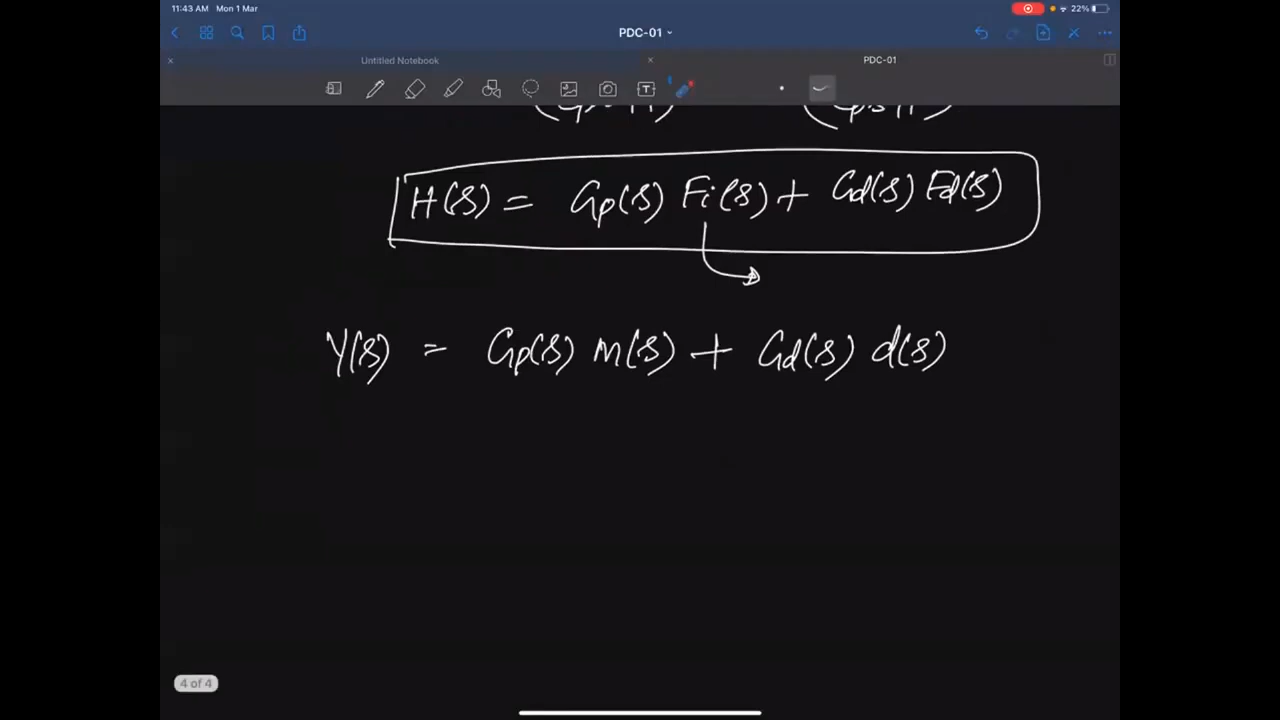 11:43 AM Mon 1 Mar
22%
PDC-01
Untitled Notebook
PDC-01
H(s) = Gp(s) Fi(s) + Gd(s) Fd(s)
Y(s) = Gp(s) m(s) + Gd(s) d(s)
4 of 4